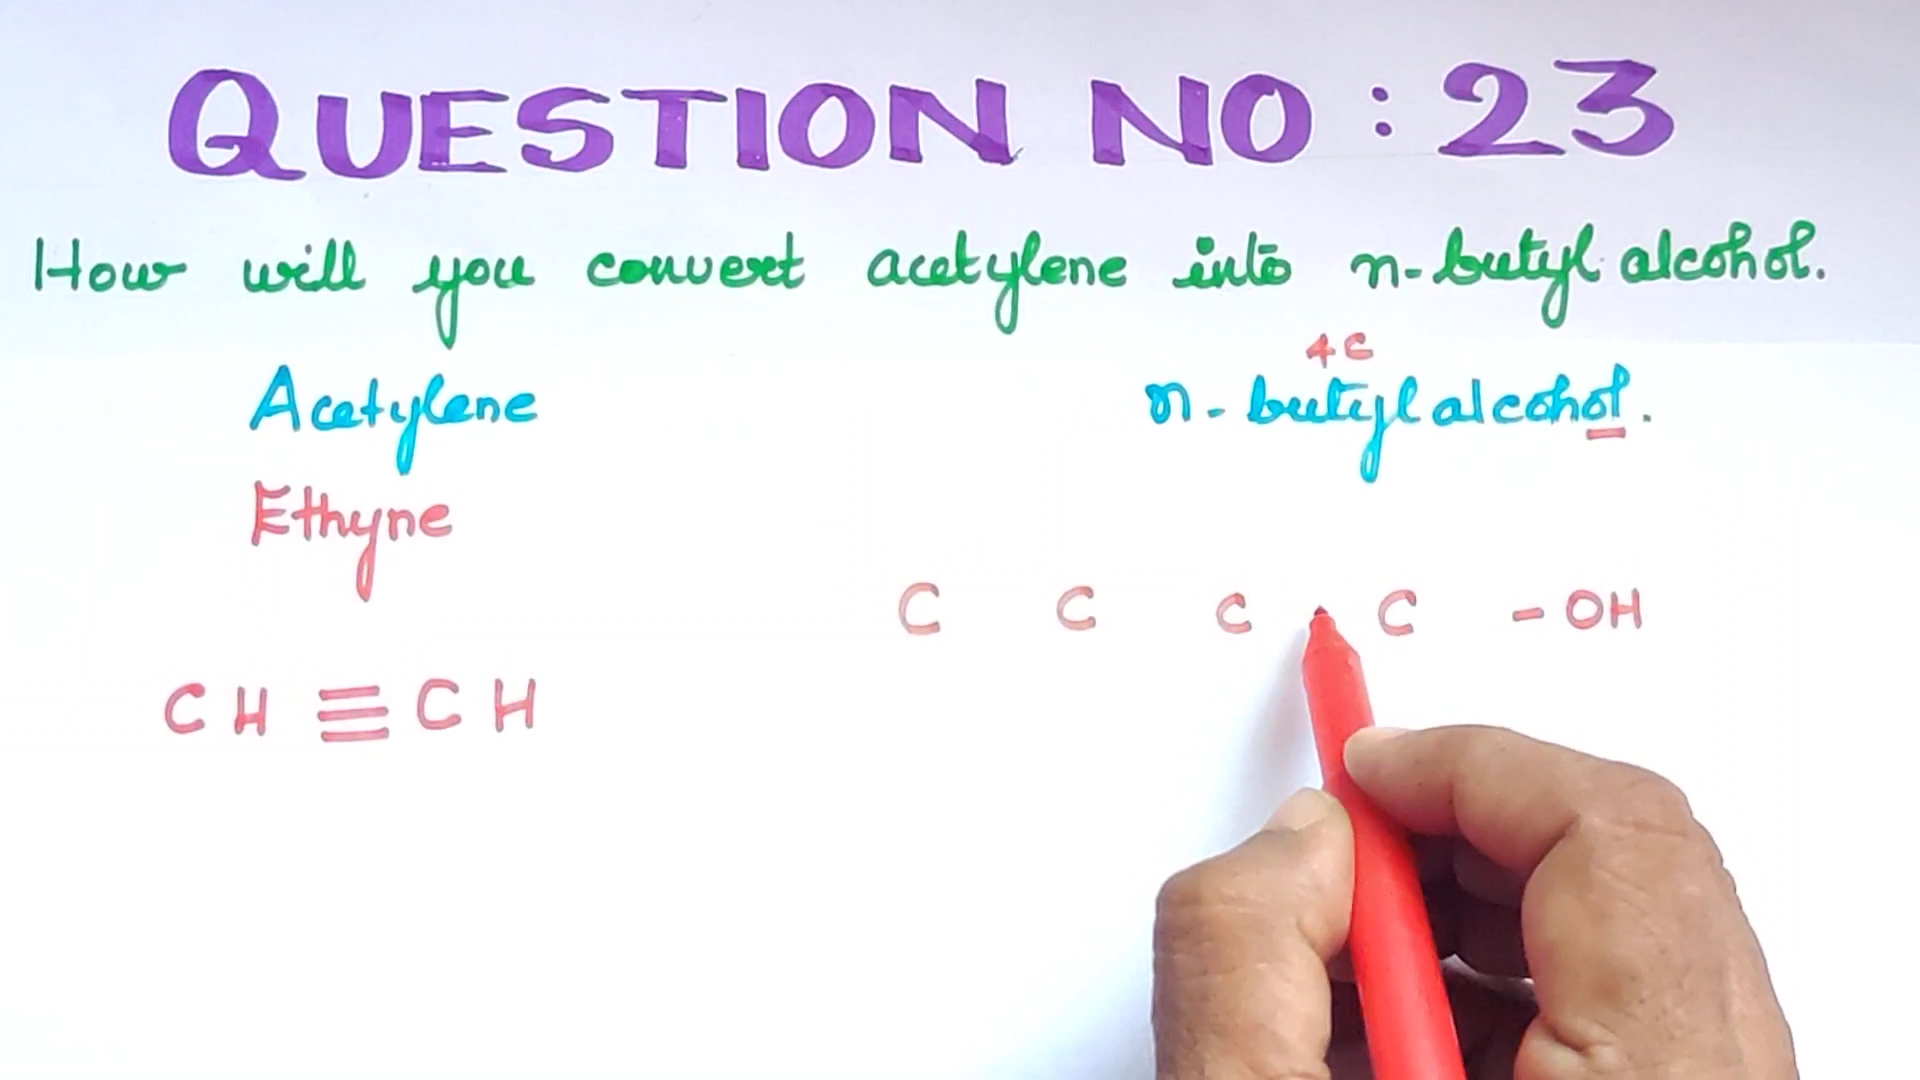 QUESTION NO : 23
How will you convert acetylene into n-butyl alcohol.
4C
Acetylene
n-butyl alcohol.
Ethyne
C C C C - OH
CH ≡ CH